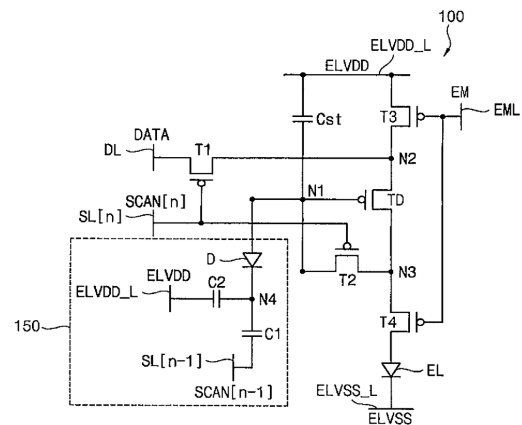 100
ELVDD_L
ELVDD
EM
EML
Cst
T3
DATA
DL
T1
N2
SCAN[n]
SL[n]
N1
TD
D
T2
N3
ELVDD
C2
ELVDD_L
N4
T4
150
C1
SL[n-1]
EL
SCAN[n-1]
ELVSS_L
ELVSS